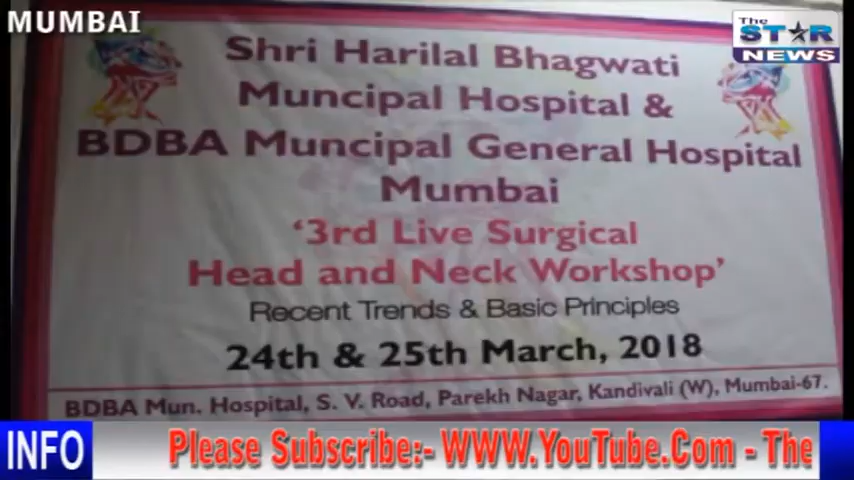 MUMBAI
The
STAR
NEWS
Shri Harilal Bhagwati
Muncipal Hospital &
BDBA Muncipal General Hospital
Mumbai
‘3rd Live Surgical
Head and Neck Workshop’
Recent Trends & Basic Principles
24th & 25th March, 2018
BDBA Mun. Hospital, S. V. Road, Parekh Nagar, Kandivali (W), Mumbai-67.
INFO
Please Subscribe:- WWW.YouTube.Com - The